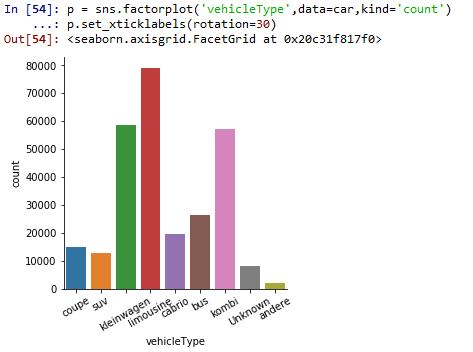 In [54]: p = sns.factorplot('vehicleType',data=car,kind='count')
...: p.set_xticklabels(rotation=30)
Out[54]: <seaborn.axisgrid.FacetGrid at 0x20c31f817f0>
80000
70000
60000
50000
40000
30000
20000
10000
0
count
coupe
suv
kleinwagen
limousine
cabrio
bus
kombi
Unknown
andere
vehicleType